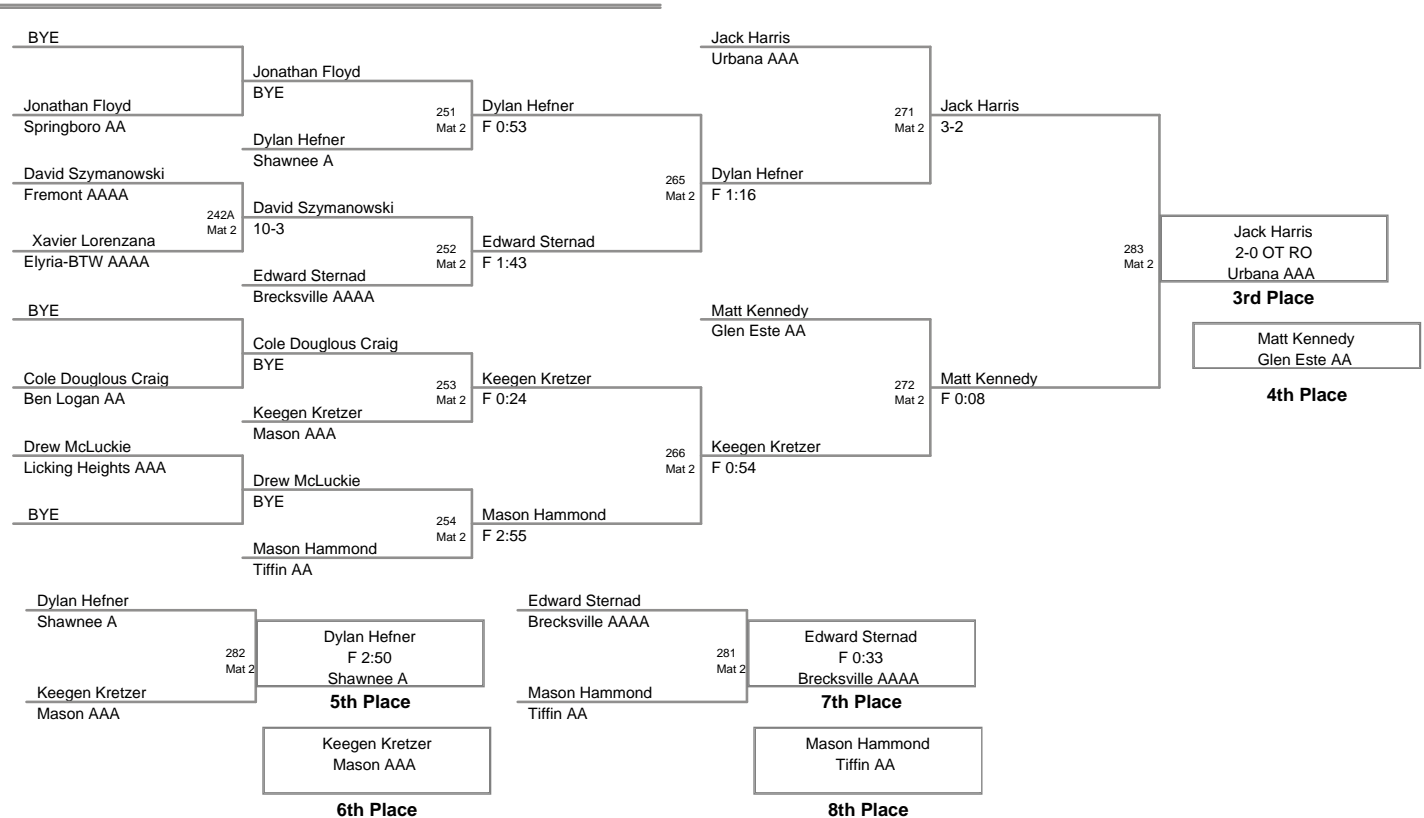 BYE
Jonathan Floyd
Springboro AA
David Szymanowski
Fremont AAAA
242A
Mat 2
Xavier Lorenzana
Elyria-BTW AAAA
BYE
Cole Douglous Craig
Ben Logan AA
Drew McLuckie
Licking Heights AAA
BYE
Jonathan Floyd
BYE
251
Mat 2
Dylan Hefner
Shawnee A
David Szymanowski
10-3
252
Mat 2
Edward Sternad
Brecksville AAAA
Cole Douglous Craig
BYE
253
Mat 2
Keegen Kretzer
Mason AAA
Drew McLuckie
BYE
254
Mat 2
Mason Hammond
Tiffin AA
Dylan Hefner
F 0:53
265
Mat 2
Edward Sternad
F 1:43
Keegen Kretzer
F 0:24
266
Mat 2
Mason Hammond
F 2:55
Jack Harris
Urbana AAA
271
Mat 2
Dylan Hefner
F 1:16
Matt Kennedy
Glen Este AA
272
Mat 2
Keegen Kretzer
F 0:54
Jack Harris
3-2
283
Mat 2
Matt Kennedy
F 0:08
Jack Harris
2-0 OT RO
Urbana AAA
3rd Place
Matt Kennedy
Glen Este AA
4th Place
Dylan Hefner
Shawnee A
282
Mat 2
Keegen Kretzer
Mason AAA
Dylan Hefner
F 2:50
Shawnee A
5th Place
Keegen Kretzer
Mason AAA
6th Place
Edward Sternad
Brecksville AAAA
281
Mat 2
Mason Hammond
Tiffin AA
Edward Sternad
F 0:33
Brecksville AAAA
7th Place
Mason Hammond
Tiffin AA
8th Place